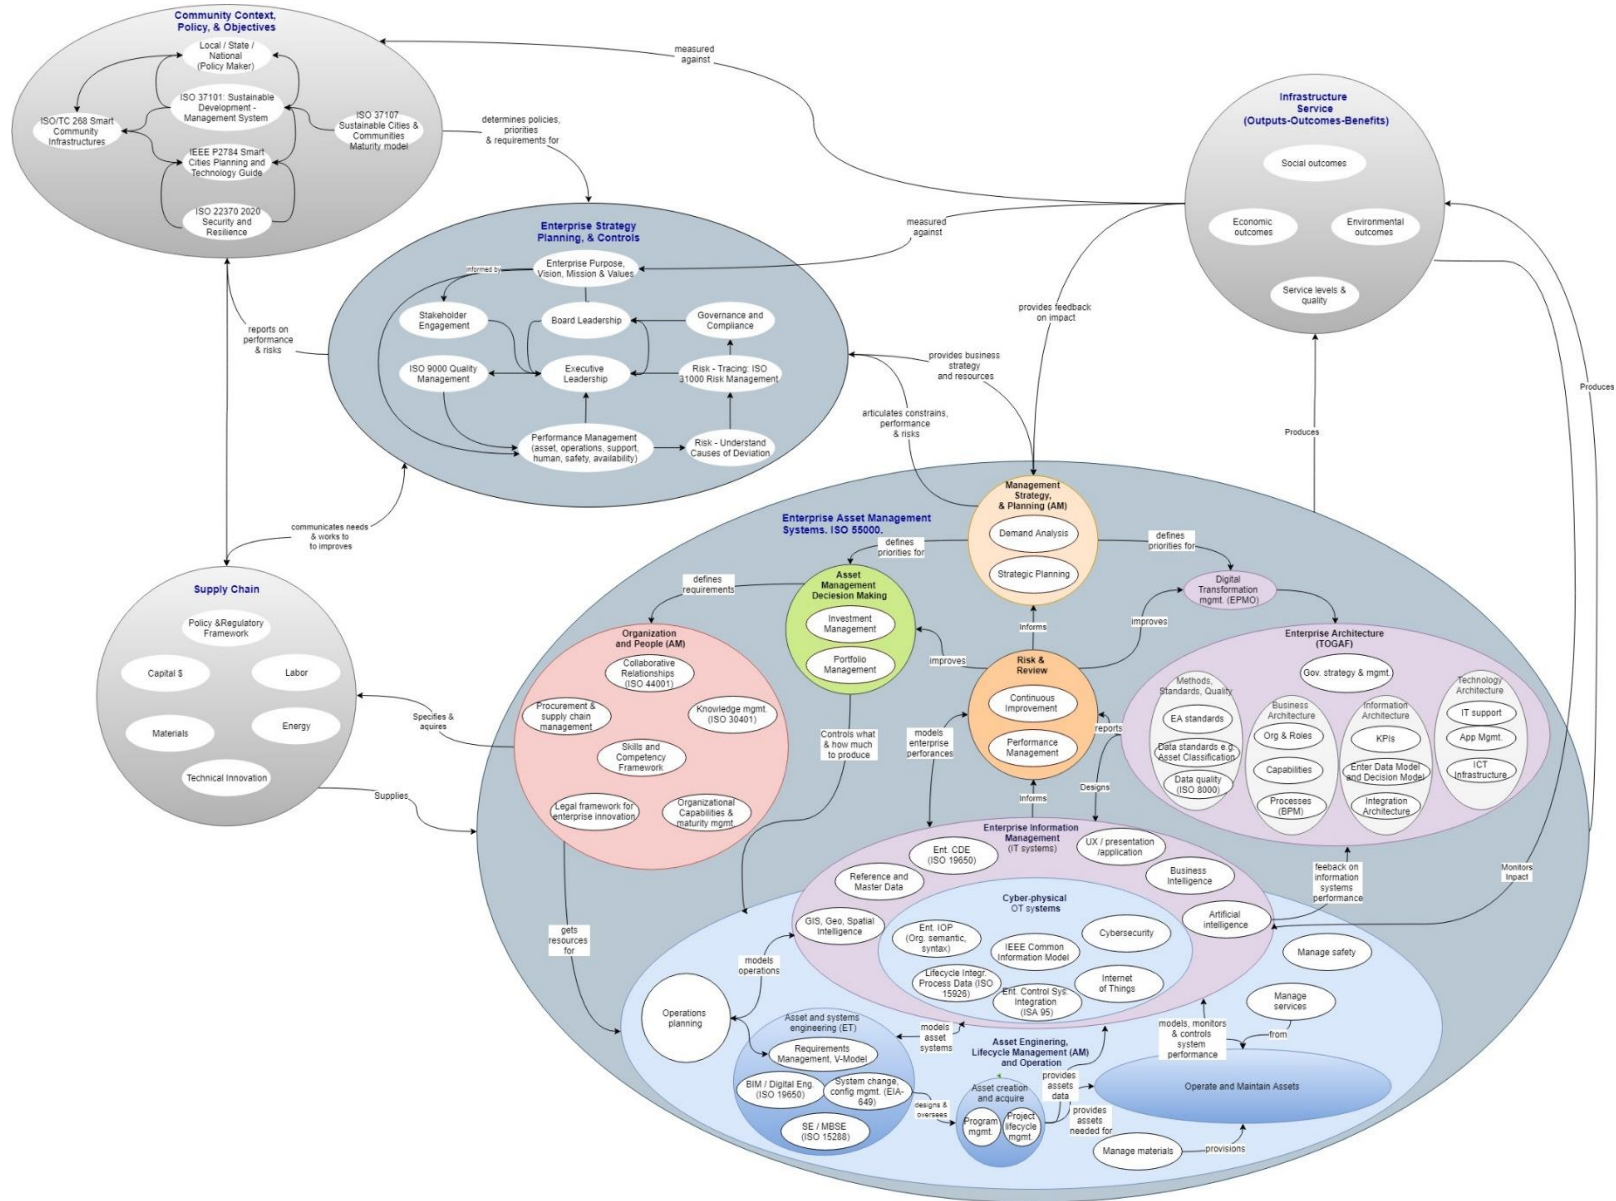 Community Context,
Policy, & Objectives
Local / State /
National
(Policy Maker)
ISO 37101: Sustainable
Development -
Management System
ISO/TC 268 Smart
Community
Infrastructures
ISO 37107
Sustainable Cities &
Communities
Maturity model
IEEE P2784 Smart
Cities Planning and
Technology Guide
ISO 22370 2020
Security and
Resilience
measured
against
determines policies,
priorities
& requirements for
Infrastructure
Service
(Outputs-Outcomes-Benefits)
Social outcomes
Economic
outcomes
Environmental
outcomes
Service levels &
quality
measured
against
provides feedback
on impact
Enterprise Strategy
Planning, & Controls
Enterprise Purpose,
Vision, Mission & Values
informed by
Stakeholder
Engagement
Board Leadership
Governance and
Compliance
ISO 9000 Quality
Management
Executive
Leadership
Risk - Tracing: ISO
31000 Risk Management
Performance Management
(asset, operations, support,
human, safety, availability)
Risk - Understand
Causes of Deviation
reports on
performance
& risks
provides business
strategy
and resources
articulates constrains,
performance
& risks
Produces
Produces
communicates needs
& works to
to improves
Supply Chain
Policy &Regulatory
Framework
Capital $
Labor
Materials
Energy
Technical Innovation
Specifies &
aquires
Supplies
Enterprise Asset Management
Systems. ISO 55000.
Management
Strategy,
& Planning (AM)
Demand Analysis
Strategic Planning
defines
priorities for
defines
priorities for
Asset
Management
Deciesion Making
Investment
Management
Portfolio
Management
defines
requirements
Digital
Transformation
mgmt. (EPMO)
Informs
improves
improves
Organization
and People (AM)
Collaborative
Relationships
(ISO 44001)
Procurement &
supply chain
management
Knowledge mgmt.
(ISO 30401)
Skills and
Competency
Framework
Legal framework for
enterprise innovation
Organizational
Capabilities &
maturity mgmt.
Risk &
Review
Continuous
Improvement
Performance
Management
Controls what
& how much
to produce
models
enterprise
perforances
reports
Designs
Informs
Enterprise Architecture
(TOGAF)
Gov. strategy & mgmt.
Methods,
Standards, Quality
EA standards
Data standards e.g.
Asset Classification
Data quality
(ISO 8000)
Business
Architecture
Org & Roles
Capabilities
Processes
(BPM)
Information
Architecture
KPIs
Enter Data Model
and Decision Model
Integration
Architecture
Technology
Architecture
IT support
App Mgmt.
ICT
Infrastructure
Enterprise Information
Management
(IT systems)
Ent. CDE
(ISO 19650)
UX / presentation
/application
Reference and
Master Data
Business
Intelligence
GIS, Geo, Spatial
Intelligence
Artificial
intelligence
feeback on
information
systems
performance
Monitors
Impact
Cyber-physical
OT systems
Ent. IOP
(Org. semantic,
syntax)
IEEE Common
Information Model
Cybersecurity
Lifecycle Integr.
Process Data (ISO
15926)
Ent. Control Sys.
Integration
(ISA 95)
Internet
of Things
gets
resources
for
models
operations
Operations
planning
Manage safety
Manage
services
from
Asset and systems
engineering (ET)
Requirements
Management, V-Model
BIM / Digital Eng.
(ISO 19650)
System change,
config mgmt. (EIA-
649)
SE / MBSE
(ISO 15288)
models
asset
systems
designs &
oversees
Asset Enginering,
Lifecycle Management (AM)
and Operation
Asset creation
and acquire
Program
mgmt.
Project
lifecycle
mgmt.
provides
assets
data
provides
assets
needed for
models, monitors
& controls
system
performance
Operate and Maintain Assets
Manage materials
provisions